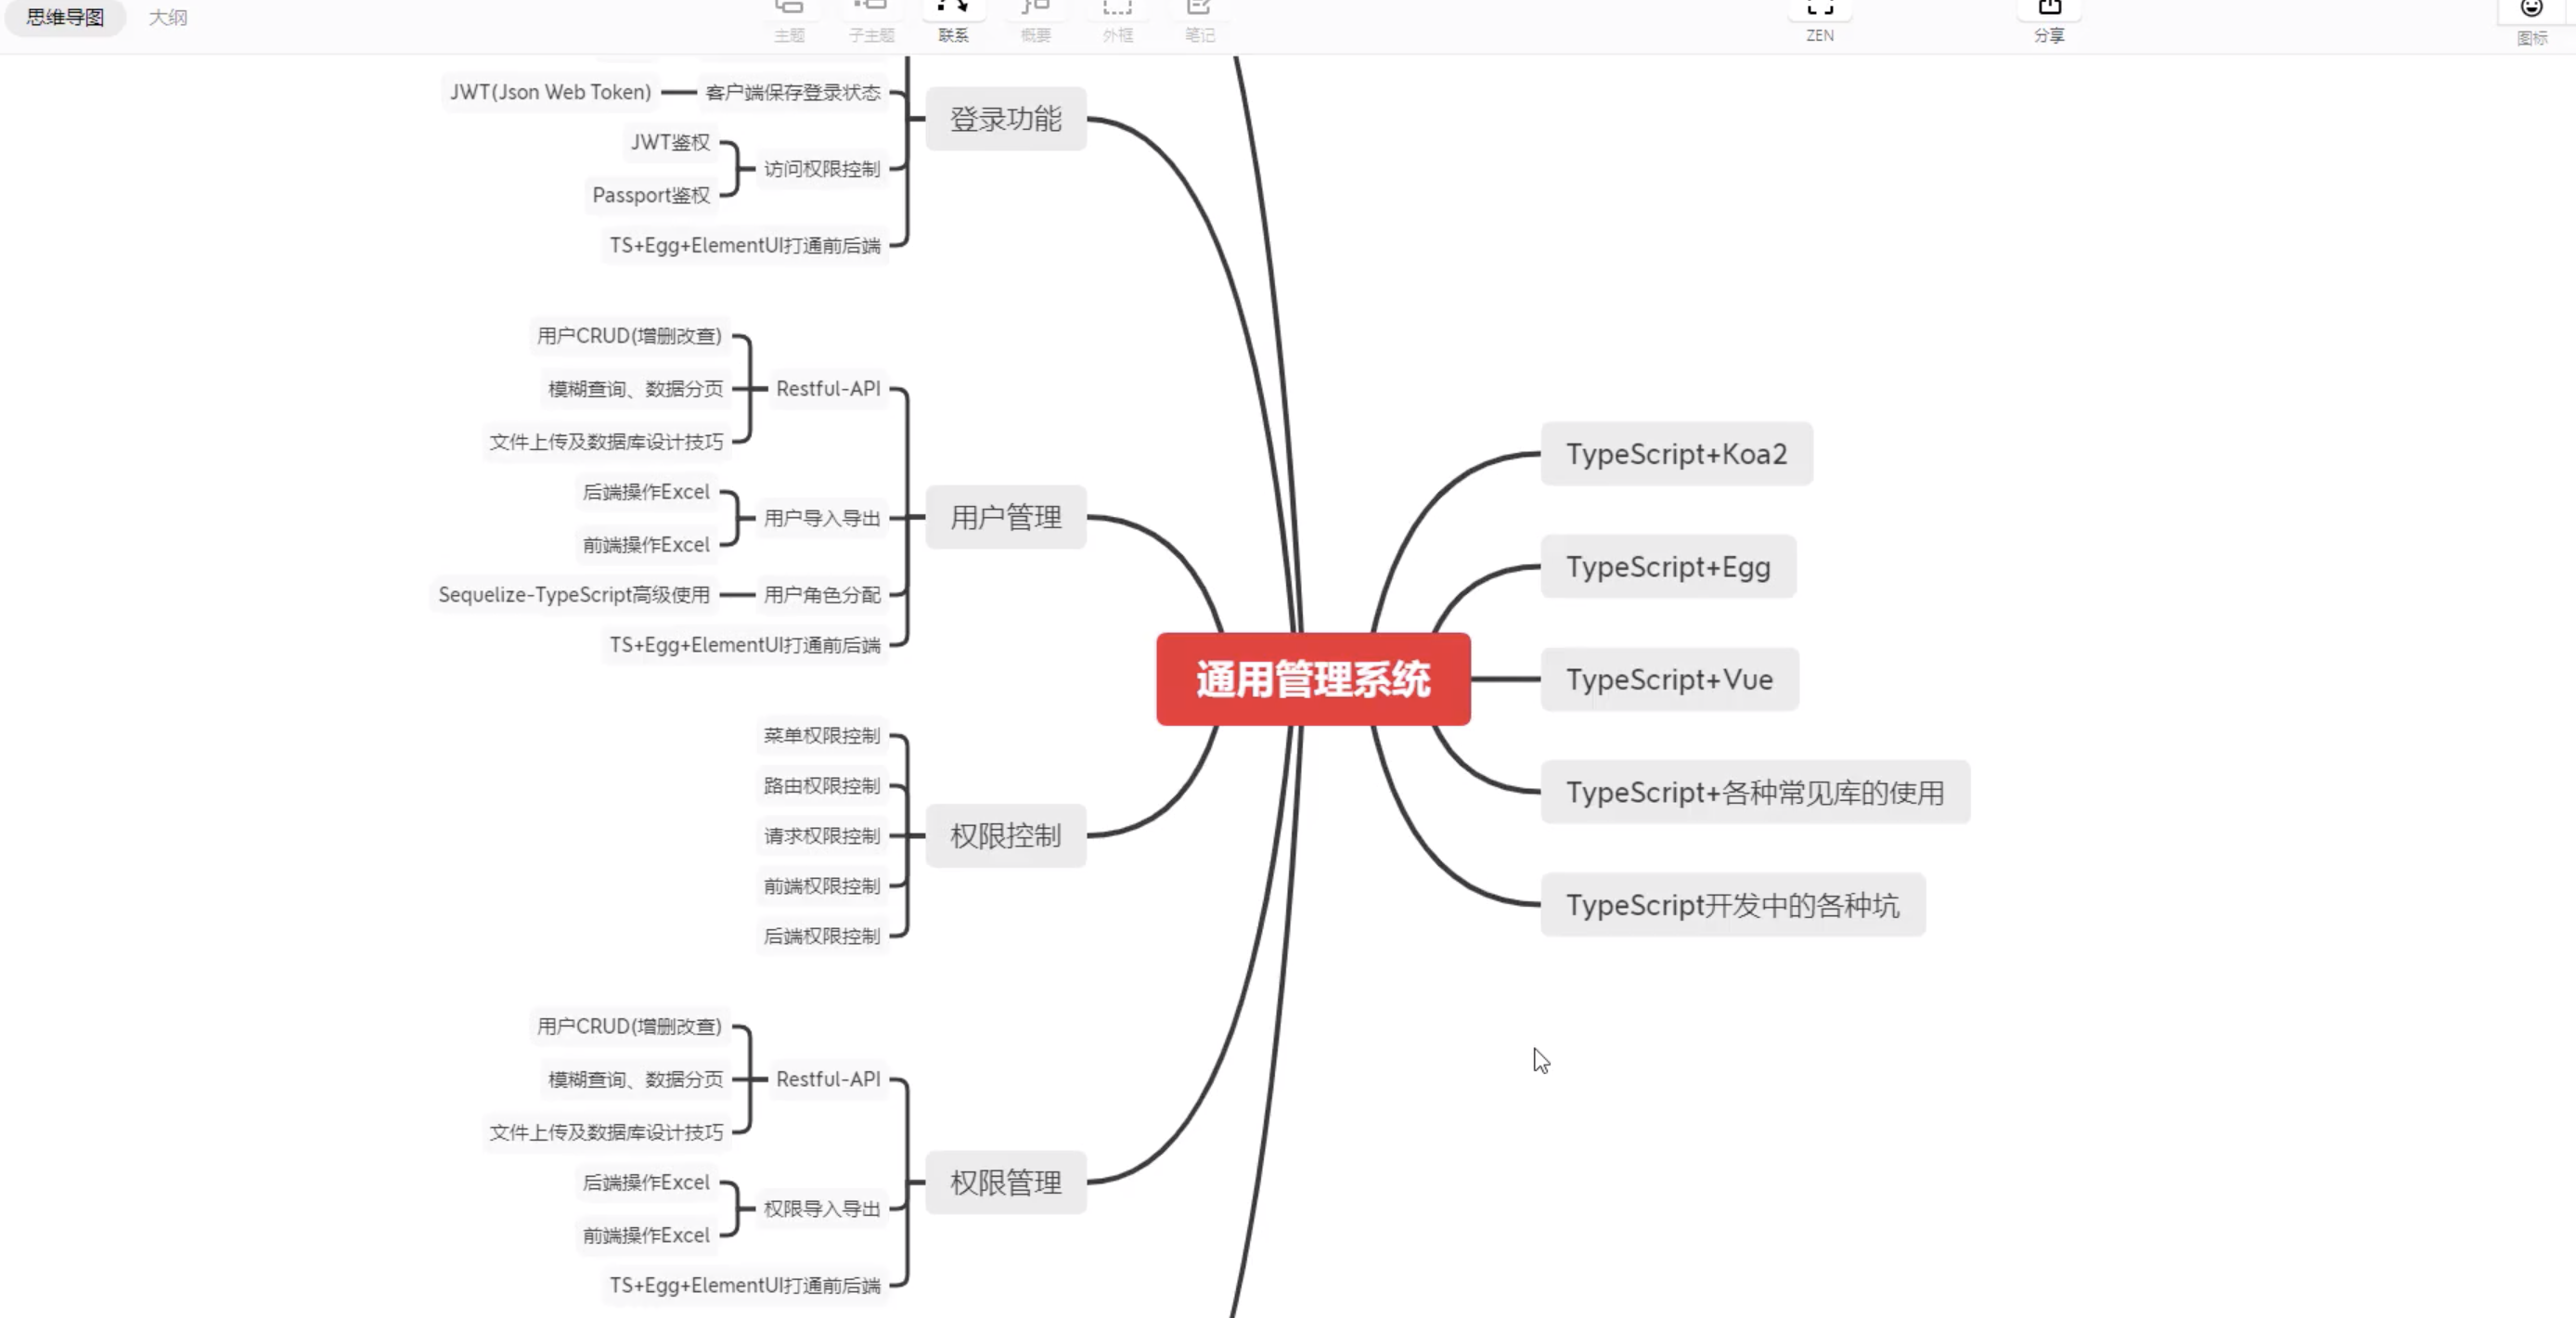 思维导图
大纲
主题
子主题
联系
概要
外框
笔记
ZEN
分享
图标
登录功能
客户端保存登录状态
JWT(Json Web Token)
访问权限控制
JWT鉴权
Passport鉴权
TS+Egg+ElementUI打通前后端
用户管理
Restful-API
用户CRUD(增删改查)
模糊查询、数据分页
文件上传及数据库设计技巧
用户导入导出
后端操作Excel
前端操作Excel
用户角色分配
Sequelize-TypeScript高级使用
TS+Egg+ElementUI打通前后端
权限控制
菜单权限控制
路由权限控制
请求权限控制
前端权限控制
后端权限控制
权限管理
Restful-API
用户CRUD(增删改查)
模糊查询、数据分页
文件上传及数据库设计技巧
权限导入导出
后端操作Excel
前端操作Excel
TS+Egg+ElementUI打通前后端
通用管理系统
TypeScript+Koa2
TypeScript+Egg
TypeScript+Vue
TypeScript+各种常见库的使用
TypeScript开发中的各种坑